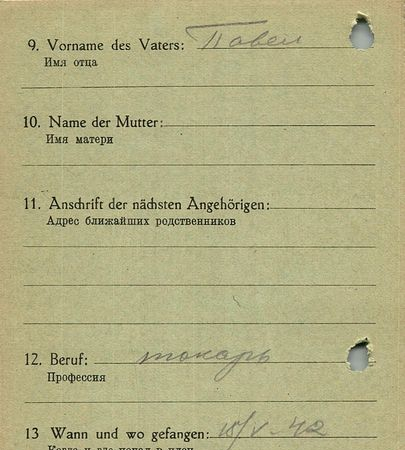 9. Vorname des Vaters: Павел
Имя отца
10. Name der Mutter:
Имя матери
11. Anschrift der nächsten Angehörigen:
Адрес ближайших родственников
12. Beruf: токарь
Профессия
13 Wann und wo gefangen: 18/V-42